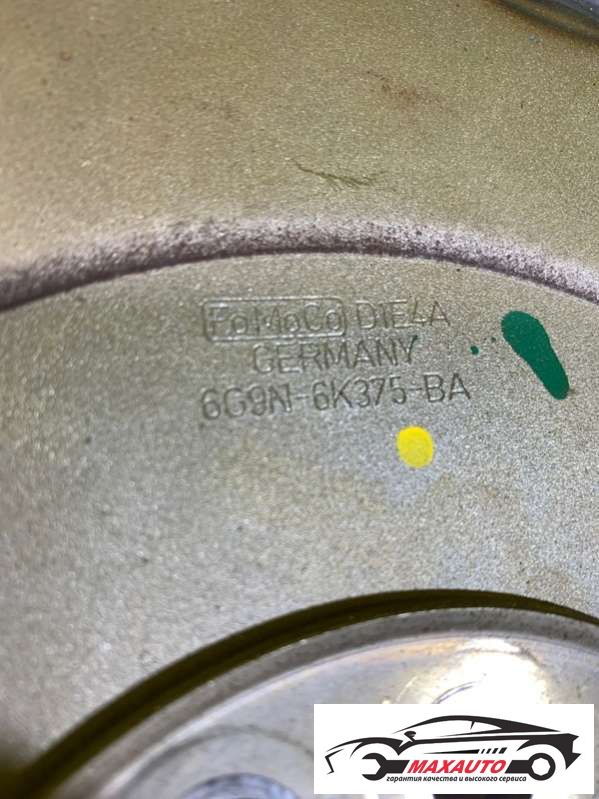 FoMoCo D1E4A
GERMANY
6G9N-6K375-BA
MAXAUTO
гарантия качества и высокого сервиса